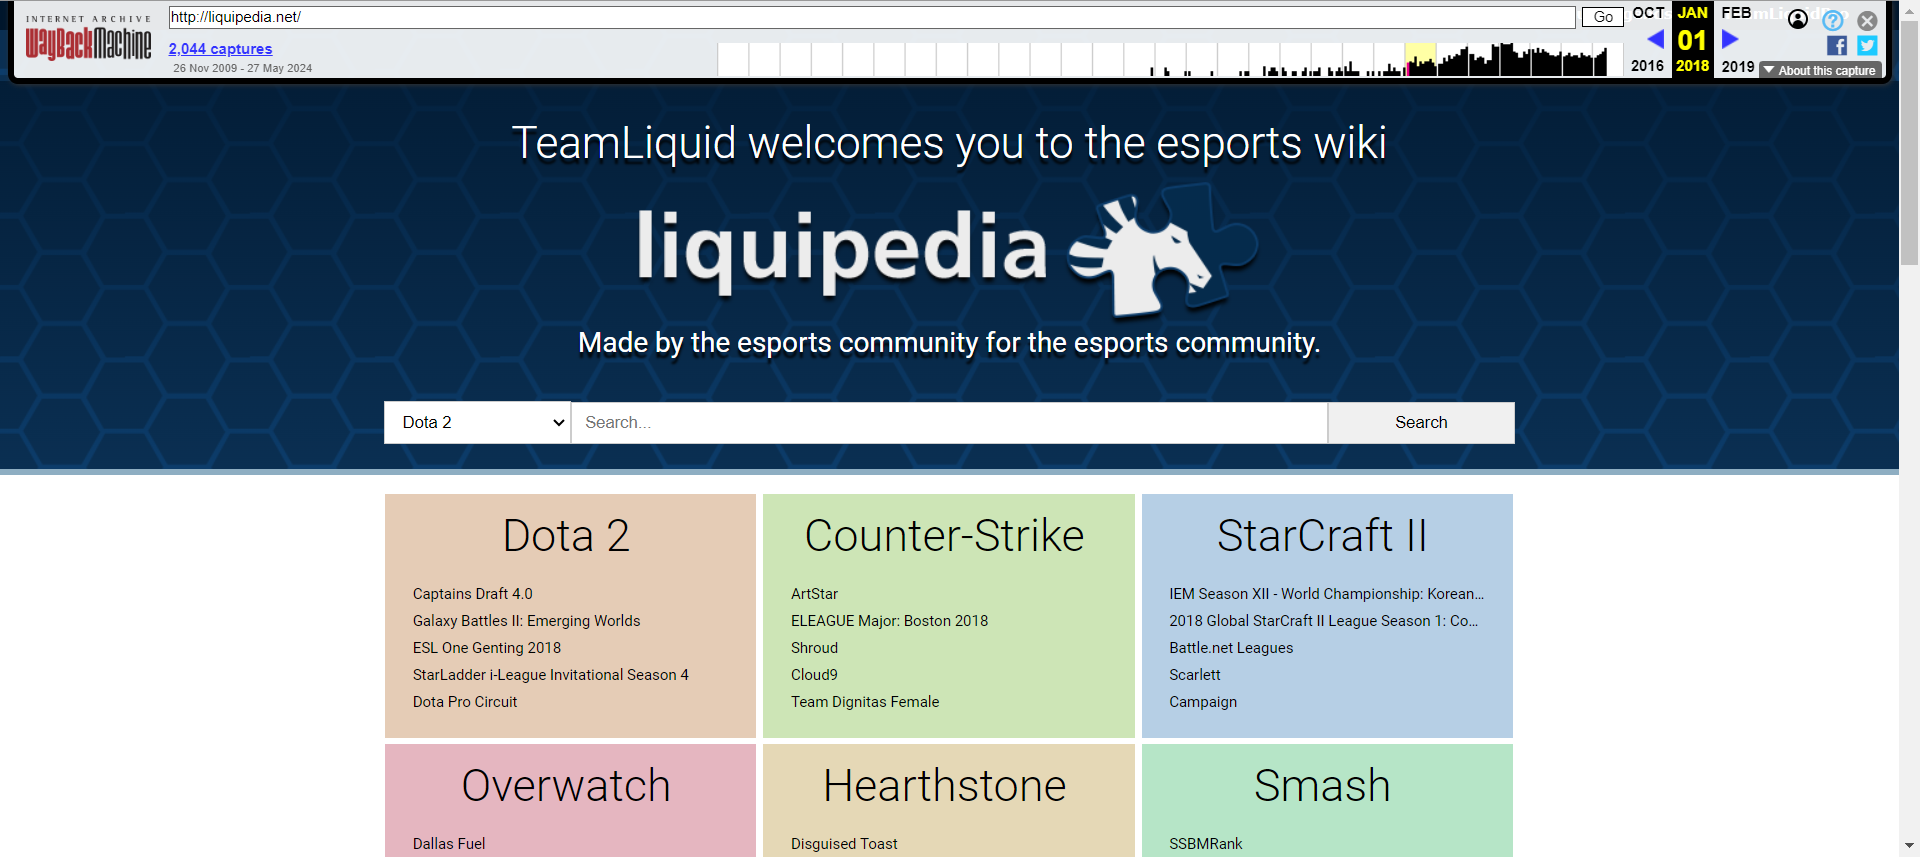 INTERNET ARCHIVE
WayBackMachine
http://liquipedia.net/
Go
2,044 captures
26 Nov 2009 - 27 May 2024
OCT JAN FEB
01
2016 2018 2019
About this capture
TeamLiquid welcomes you to the esports wiki
liquipedia
Made by the esports community for the esports community.
Dota 2
Search...
Search
Dota 2
Captains Draft 4.0
Galaxy Battles II: Emerging Worlds
ESL One Genting 2018
StarLadder i-League Invitational Season 4
Dota Pro Circuit
Counter-Strike
ArtStar
ELEAGUE Major: Boston 2018
Shroud
Cloud9
Team Dignitas Female
StarCraft II
IEM Season XII - World Championship: Korean...
2018 Global StarCraft II League Season 1: Co...
Battle.net Leagues
Scarlett
Campaign
Overwatch
Dallas Fuel
Hearthstone
Disguised Toast
Smash
SSBMRank